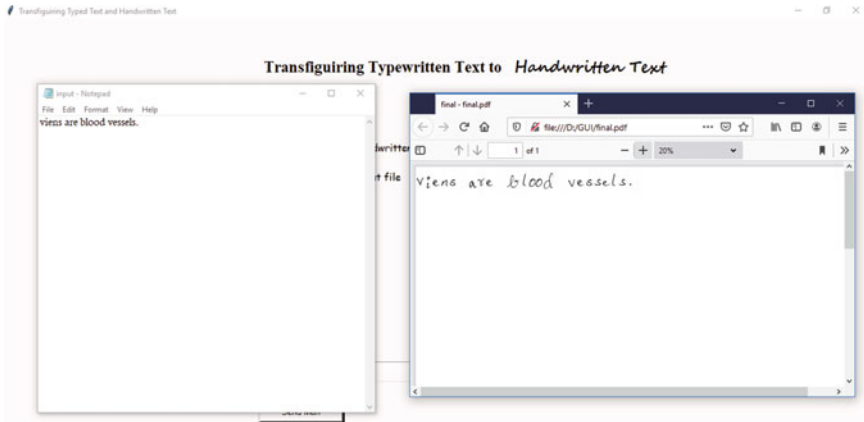 Transfiguiring Typed Text and Handwritten Text
Transfiguiring Typewritten Text to Handwritten Text
input - Notepad
File Edit Format View Help
viens are blood vessels.
t file
final - final.pdf
file:///D:/GUI/final.pdf
1 of 1
20%
viens are blood vessels.